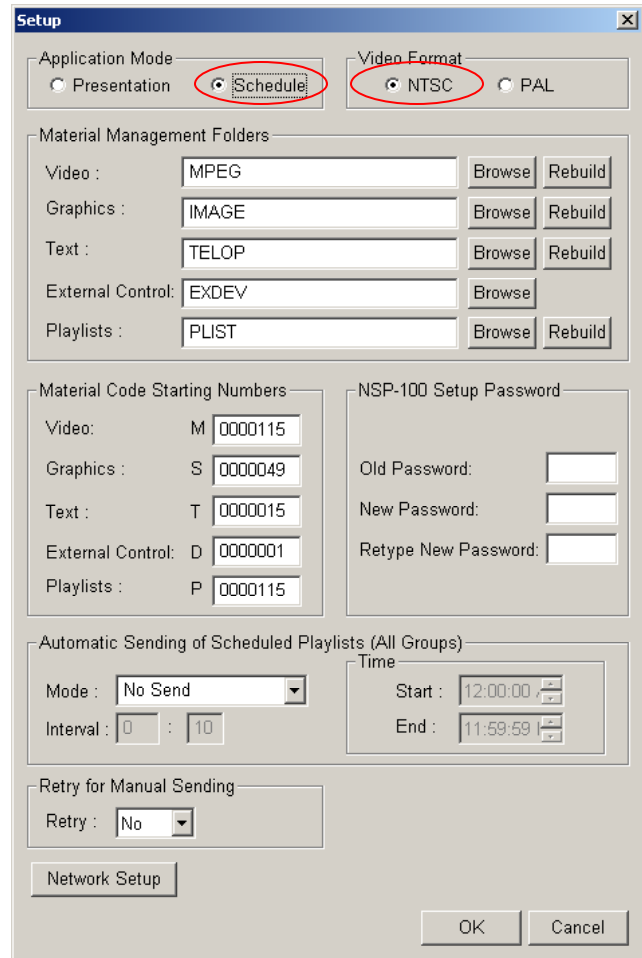 Setup
Application Mode
Presentation Schedule
Video Format
NTSC PAL
Material Management Folders
Video : MPEG Browse Rebuild
Graphics : IMAGE Browse Rebuild
Text : TELOP Browse Rebuild
External Control: EXDEV Browse
Playlists : PLIST Browse Rebuild
Material Code Starting Numbers
Video: M 0000115
Graphics : S 0000049
Text : T 0000015
External Control: D 0000001
Playlists : P 0000115
NSP-100 Setup Password
Old Password:
New Password:
Retype New Password:
Automatic Sending of Scheduled Playlists (All Groups)
Mode : No Send
Interval : 0 : 10
Time
Start : 12:00:00
End : 11:59:59
Retry for Manual Sending
Retry : No
Network Setup
OK Cancel